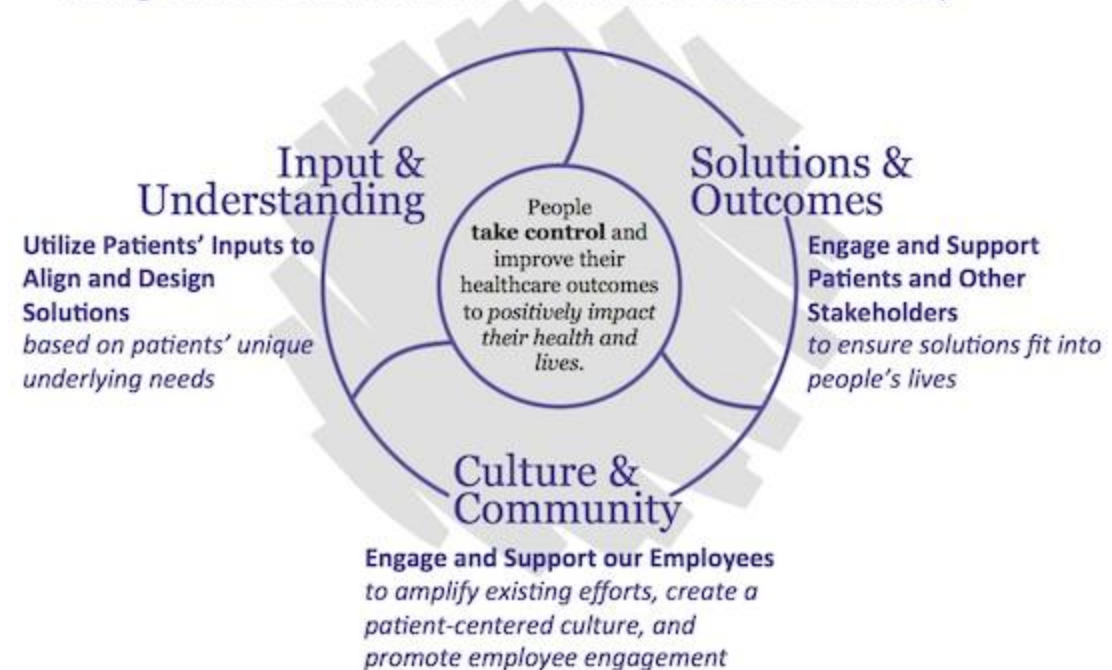 Input &
Understanding
Utilize Patients' Inputs to
Align and Design
Solutions
based on patients' unique
underlying needs
People
take control and
improve their
healthcare outcomes
to positively impact
their health and
lives.
Solutions &
Outcomes
Engage and Support
Patients and Other
Stakeholders
to ensure solutions fit into
people's lives
Culture &
Community
Engage and Support our Employees
to amplify existing efforts, create a
patient-centered culture, and
promote employee engagement